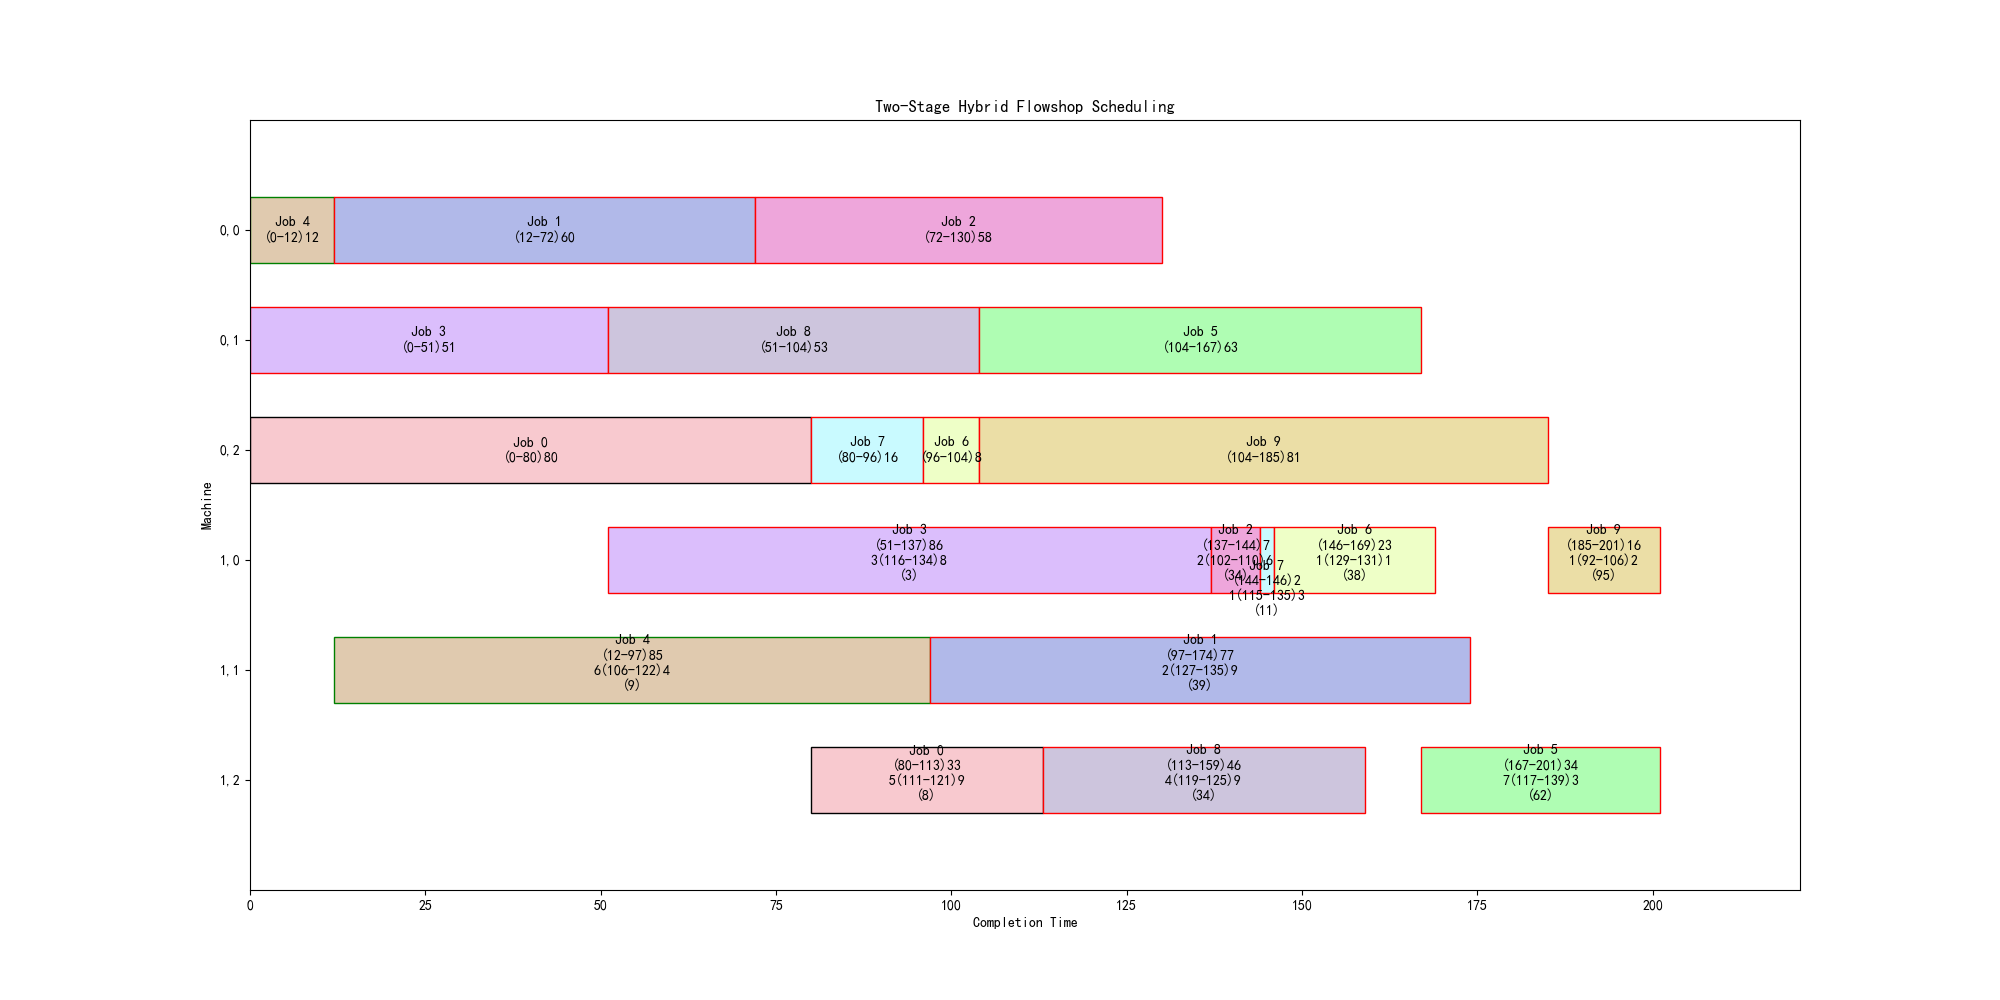 Two-Stage Hybrid Flowshop Scheduling
Machine
0,0
Job 4
(0-12)12
Job 1
(12-72)60
Job 2
(72-130)58
0,1
Job 3
(0-51)51
Job 8
(51-104)53
Job 5
(104-167)63
0,2
Job 0
(0-80)80
Job 7
(80-96)16
Job 6
(96-104)8
Job 9
(104-185)81
1,0
Job 3
(51-137)86
3(116-134)8
(3)
Job 2
(137-144)7
2(102-110)6
(34)
Job 7
(144-146)2
1(115-135)3
(11)
Job 6
(146-169)23
1(129-131)1
(38)
Job 9
(185-201)16
1(92-106)2
(95)
1,1
Job 4
(12-97)85
6(106-122)4
(9)
Job 1
(97-174)77
2(127-135)9
(39)
1,2
Job 0
(80-113)33
5(111-121)9
(8)
Job 8
(113-159)46
4(119-125)9
(34)
Job 5
(167-201)34
7(117-139)3
(62)
0 25 50 75 100 125 150 175 200
Completion Time